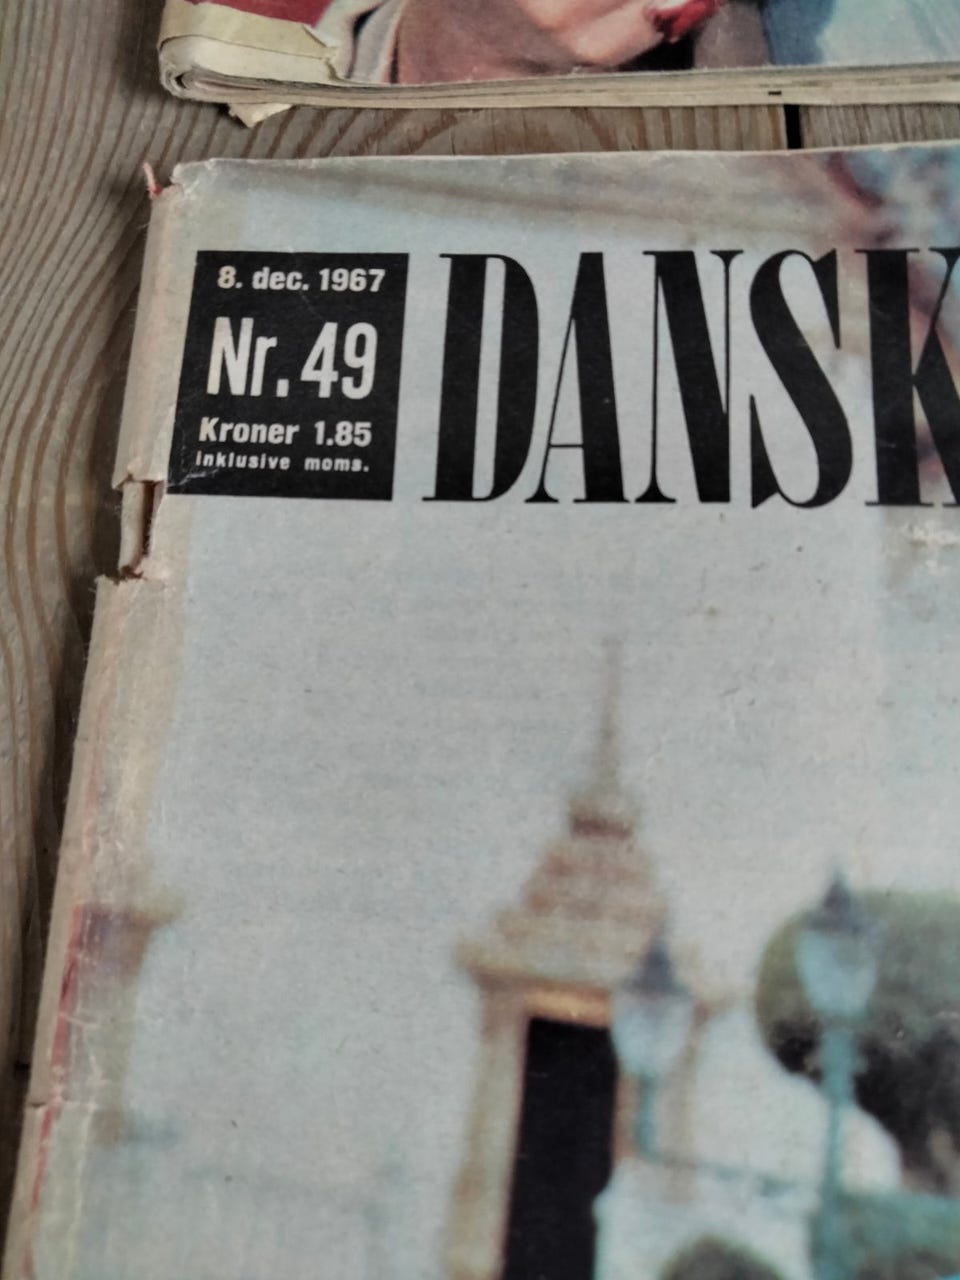 8. dec. 1967
Nr. 49
Kroner 1.85
inklusive moms.
DANSK